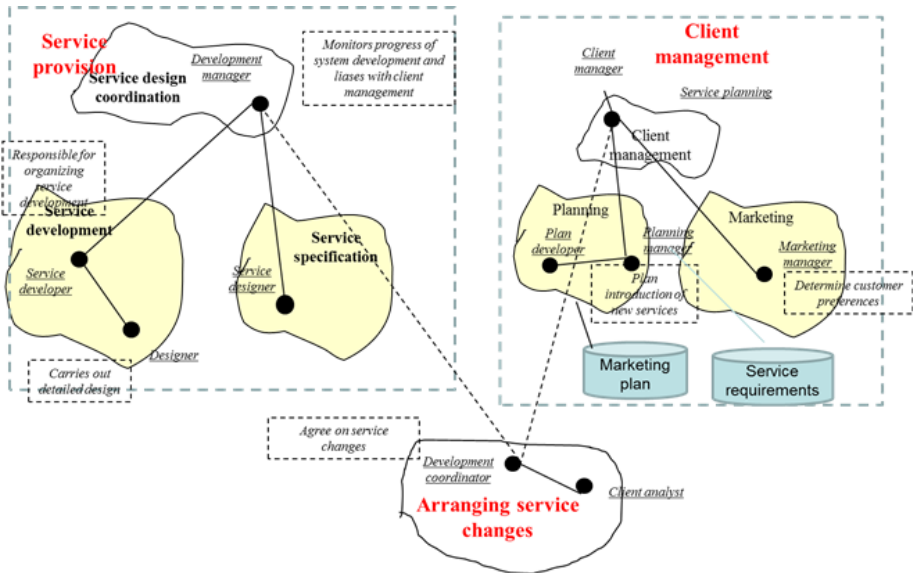 Service
provision
Service design
coordination
Development
manager
Monitors progress of
system development and
liases with client
management
Responsible for
organizing
service
development
Service
development
Service
developer
Designer
Carries out
detailed design
Service
specification
Service
designer
Client
management
Client
manager
Service planning
Client
management
Planning
Plan
developer
Planning
manager
Plan
introduction of
new services
Marketing
Marketing
manager
Determine customer
preferences
Marketing
plan
Service
requirements
Agree on service
changes
Development
coordinator
Client analyst
Arranging service
changes